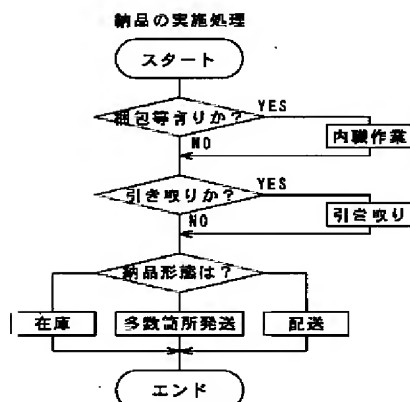 納品の実施処理
スタート
梱包等有りか？
YES
内職作業
NO
引き取りか？
YES
引き取り
NO
納品形態は？
在庫
多数箇所発送
配送
エンド